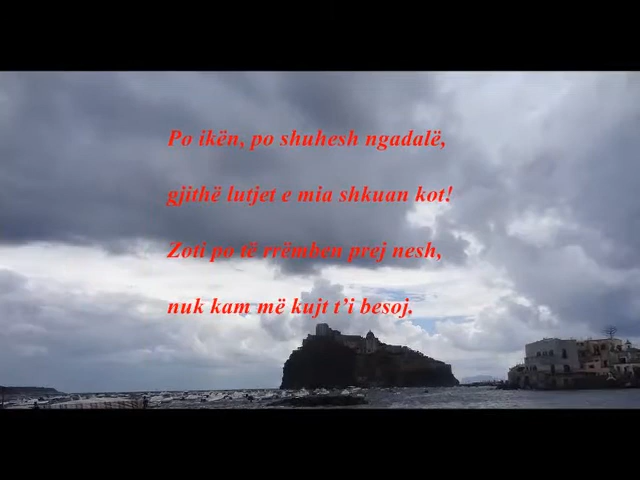 Po ikën, po shuhesh ngadalë,
gjithë lutjet e mia shkuan kot!
Zoti po të rrëmben prej nesh,
nuk kam më kujt t’i besoj.